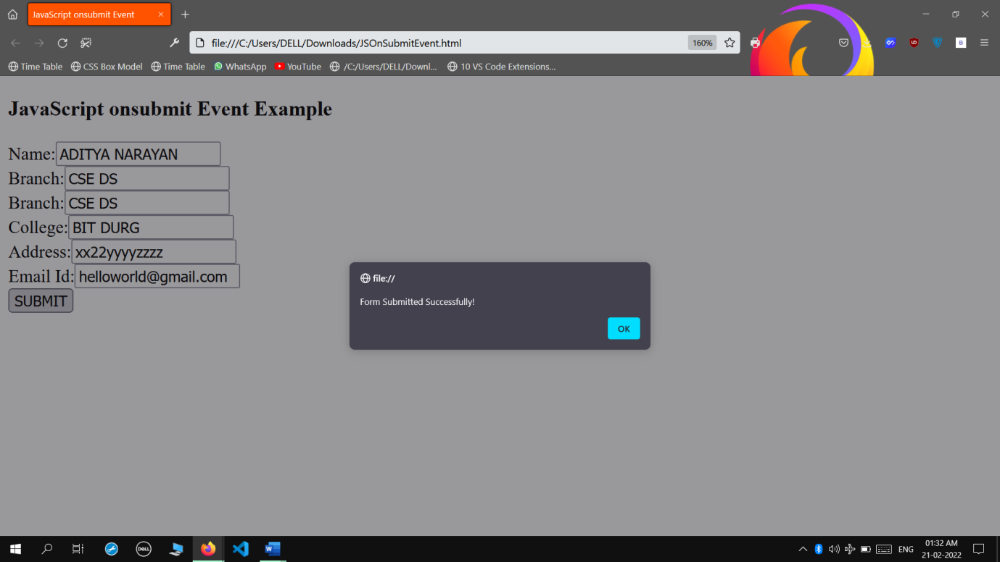 JavaScript onsubmit Event
file:///C:/Users/DELL/Downloads/JSOnSubmitEvent.html
160%
Time Table
CSS Box Model
Time Table
WhatsApp
YouTube
/C:/Users/DELL/Downl...
10 VS Code Extensions...
JavaScript onsubmit Event Example
Name: ADITYA NARAYAN
Branch: CSE DS
Branch: CSE DS
College: BIT DURG
Address: xx22yyyyzzzz
Email Id: helloworld@gmail.com
SUBMIT
file://
Form Submitted Successfully!
OK
DELL
W
ENG
01:32 AM
21-02-2022